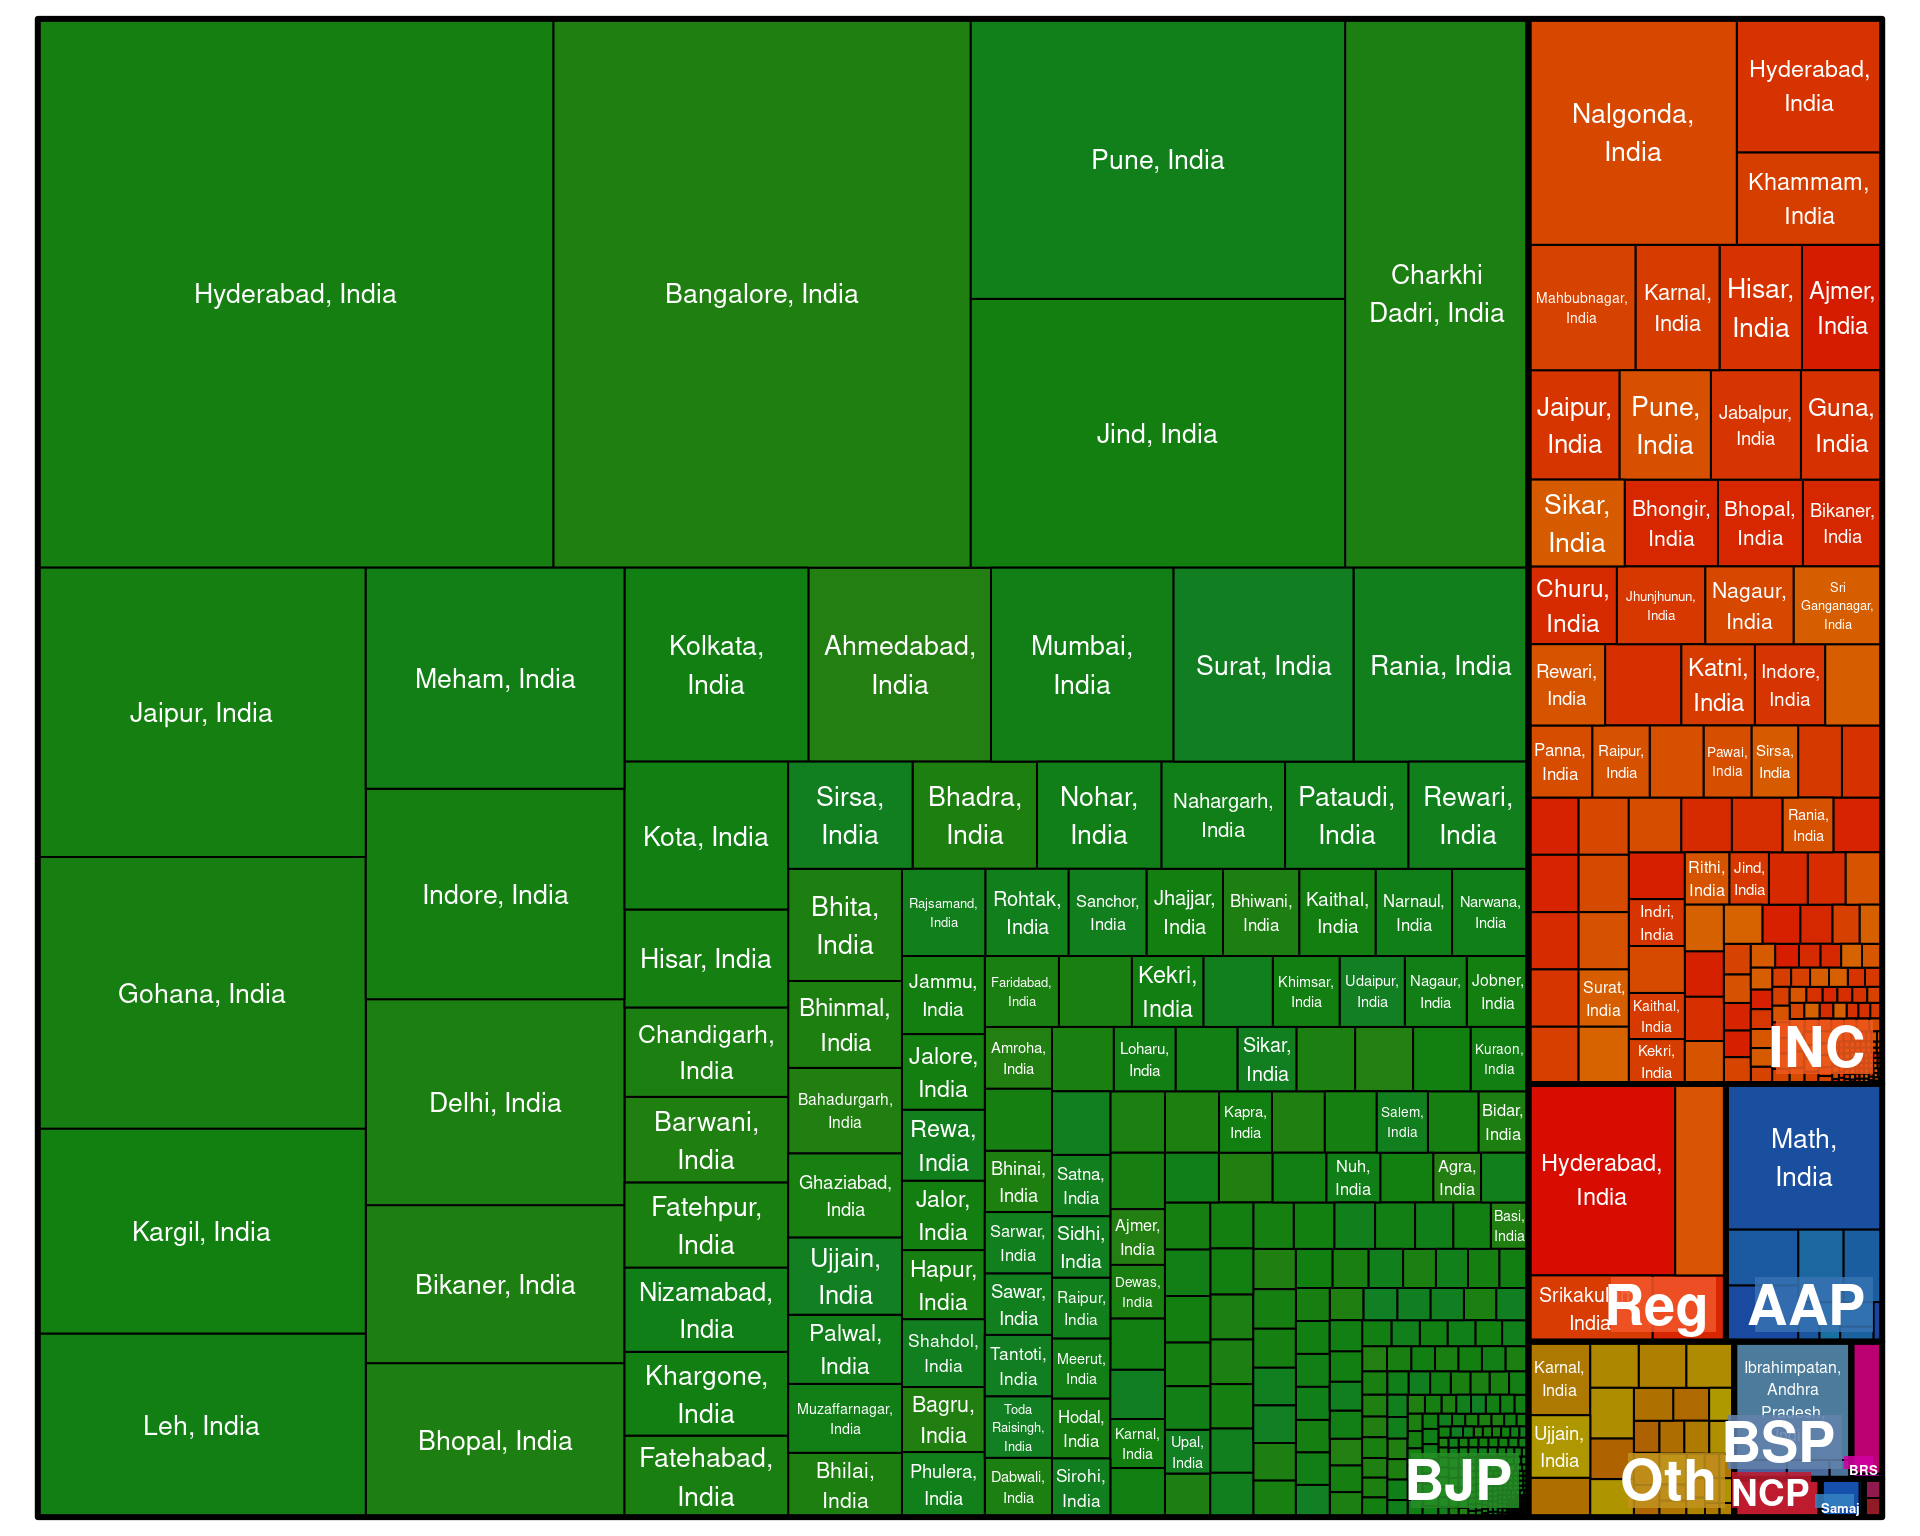 Hyderabad, India
Bangalore, India
Pune, India
Jind, India
Charkhi
Dadri, India
Jaipur, India
Gohana, India
Kargil, India
Leh, India
Meham, India
Indore, India
Delhi, India
Bikaner, India
Bhopal, India
Kolkata,
India
Ahmedabad,
India
Mumbai,
India
Surat, India
Rania, India
Kota, India
Hisar, India
Chandigarh,
India
Barwani,
India
Fatehpur,
India
Nizamabad,
India
Khargone,
India
Fatehabad,
India
Sirsa,
India
Bhadra,
India
Nohar,
India
Nahargarh,
India
Pataudi,
India
Rewari,
India
Bhita,
India
Bhinmal,
India
Bahadurgarh,
India
Ghaziabad,
India
Ujjain,
India
Palwal,
India
Muzaffarnagar,
India
Bhilai,
India
Rajsamand,
India
Rohtak,
India
Sanchor,
India
Jhajjar,
India
Bhiwani,
India
Kaithal,
India
Narnaul,
India
Narwana,
India
Jammu,
India
Jalore,
India
Rewa,
India
Jalor,
India
Hapur,
India
Shahdol,
India
Bagru,
India
Phulera,
India
Faridabad,
India
Kekri,
India
Khimsar,
India
Udaipur,
India
Nagaur,
India
Jobner,
India
Amroha,
India
Loharu,
India
Sikar,
India
Kuraon,
India
Bhinai,
India
Sarwar,
India
Sawar,
India
Tantoti,
India
Toda
Raisingh,
India
Dabwali,
India
Satna,
India
Sidhi,
India
Raipur,
India
Meerut,
India
Hodal,
India
Sirohi,
India
Kapra,
India
Salem,
India
Bidar,
India
Nuh,
India
Agra,
India
Basi,
India
Ajmer,
India
Dewas,
India
Karnal,
India
Upal,
India
BJP
Nalgonda,
India
Hyderabad,
India
Khammam,
India
Mahbubnagar,
India
Karnal,
India
Hisar,
India
Ajmer,
India
Jaipur,
India
Pune,
India
Jabalpur,
India
Guna,
India
Sikar,
India
Bhongir,
India
Bhopal,
India
Bikaner,
India
Churu,
India
Jhunjhunun,
India
Nagaur,
India
Sri
Ganganagar,
India
Rewari,
India
Katni,
India
Indore,
India
Panna,
India
Raipur,
India
Pawai,
India
Sirsa,
India
Rania,
India
Rithi,
India
Jind,
India
Indri,
India
Surat,
India
Kaithal,
India
Kekri,
India
INC
Hyderabad,
India
India
Reg
Math,
India
AAP
Karnal,
India
Ujjain,
India
Oth
Ibrahimpatan,
Andhra
Pradesh,
BSP
BRS
NCP
Samaj